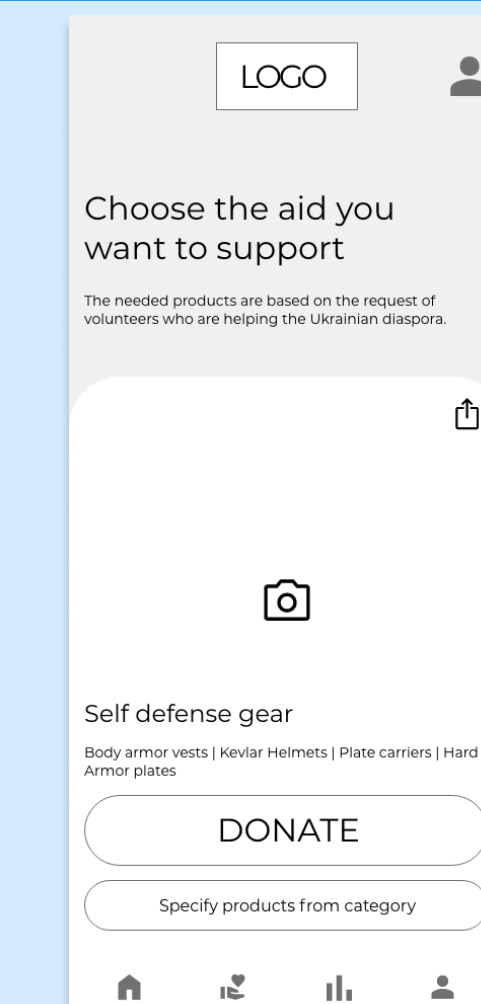 LOGO
Choose the aid you
want to support
The needed products are based on the request of
volunteers who are helping the Ukrainian diaspora.
Self defense gear
Body armor vests | Kevlar Helmets | Plate carriers | Hard
Armor plates
DONATE
Specify products from category